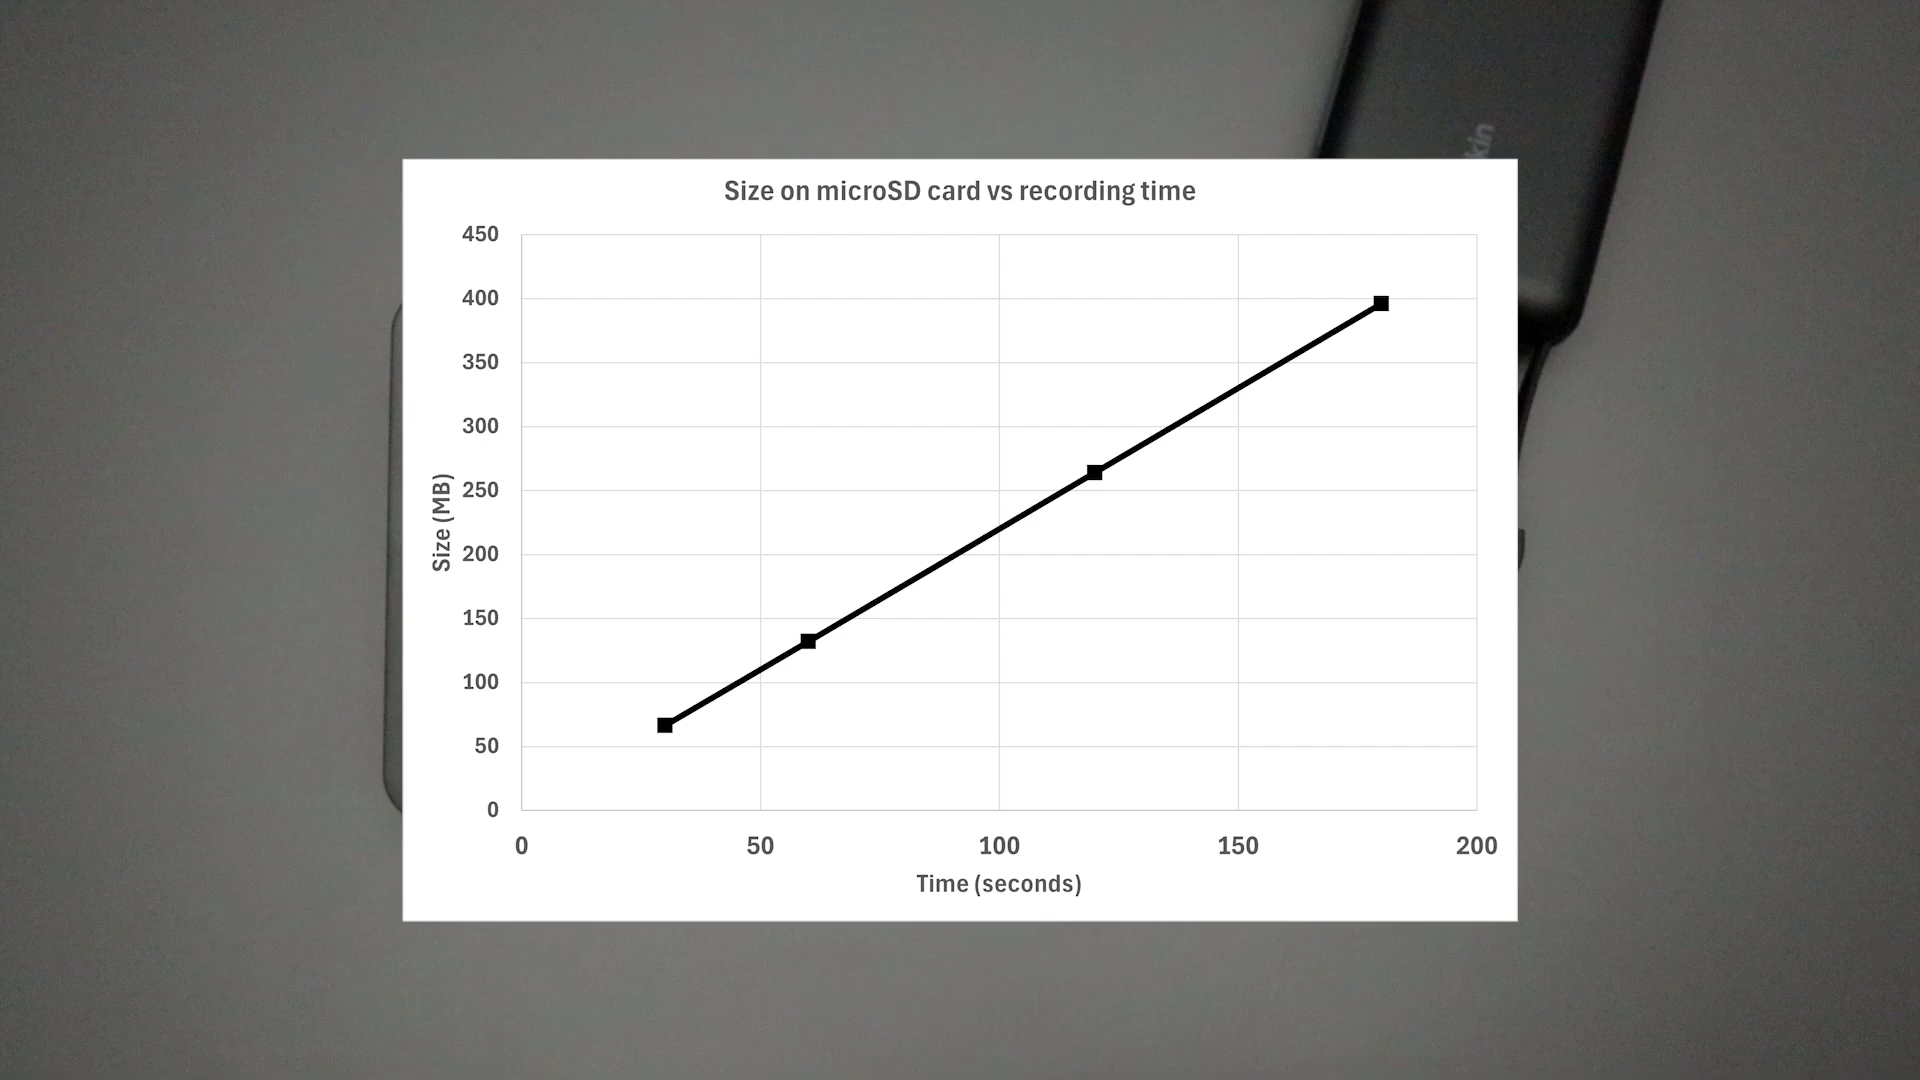 Size on microSD card vs recording time
450
400
350
300
250
200
150
100
50
0
Size (MB)
0 50 100 150 200
Time (seconds)